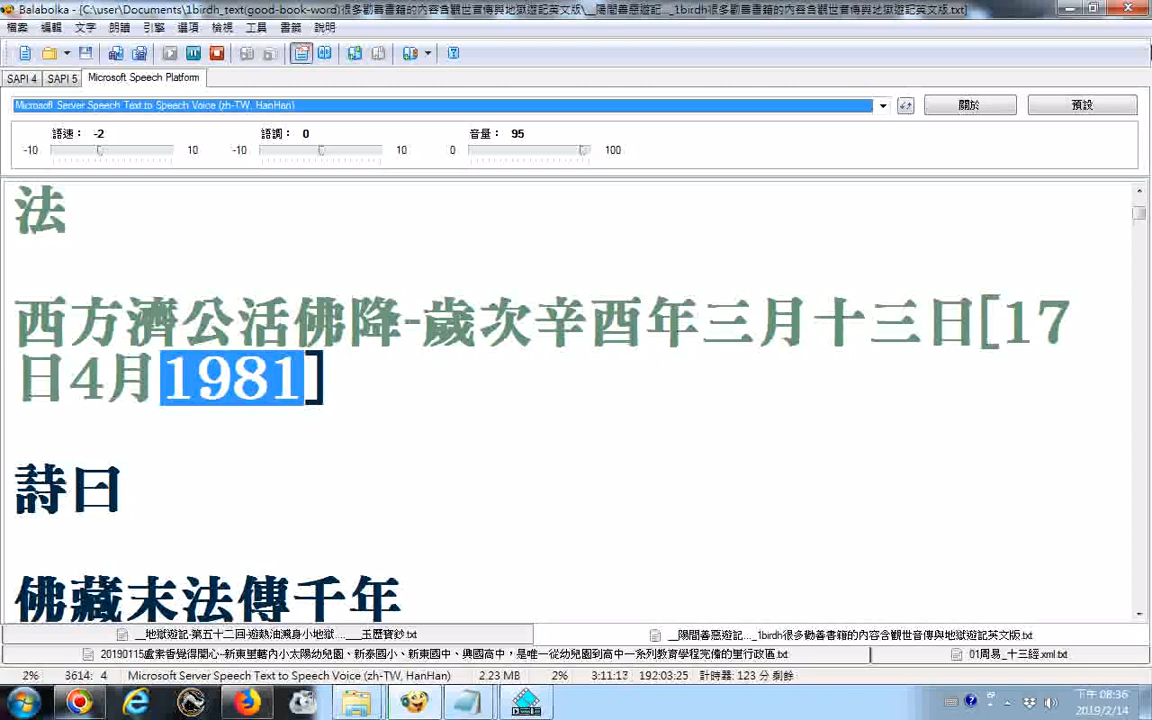 Balabolka - [C:\user\Documents\1birdh_text(good-book-word)很多勸善書籍的內容含觀世音傳與地獄遊記英文版\__陽間善惡遊記..._1birdh很多勸善書籍的內容含觀世音傳與地獄遊記英文版.txt]
檔案 編輯 文字 朗讀 引擎 選項 檢視 工具 書籤 說明
SAPI 4 SAPI 5 Microsoft Speech Platform
Microsoft Server Speech Text to Speech Voice (zh-TW, HanHan) 關於 預設
語速: -2 語調: 0 音量: 95
-10 10 -10 10 0 100
法
西方濟公活佛降-歲次辛酉年三月十三日[17
日4月1981]
詩曰
佛藏末法傳千年
__地獄遊記-第五十二回-遊熱油濺身小地獄....___玉歷寶鈔.txt __陽間善惡遊記..._1birdh很多勸善書籍的內容含觀世音傳與地獄遊記英文版.txt
20190115處案皆覺得開心-新東里轄內小太陽幼兒園、新泰國小、新東國中、興國高中，是唯一從幼兒園到高中一系列教育學程完備的里行政區.txt 01周易_十三經.xml.txt
2% 3614: 4 Microsoft Server Speech Text to Speech Voice (zh-TW, HanHan) 2.23 MB 2% 3:11:13 192:03:25 計時器: 123 分 剩餘
下午 08:36
2019/2/14